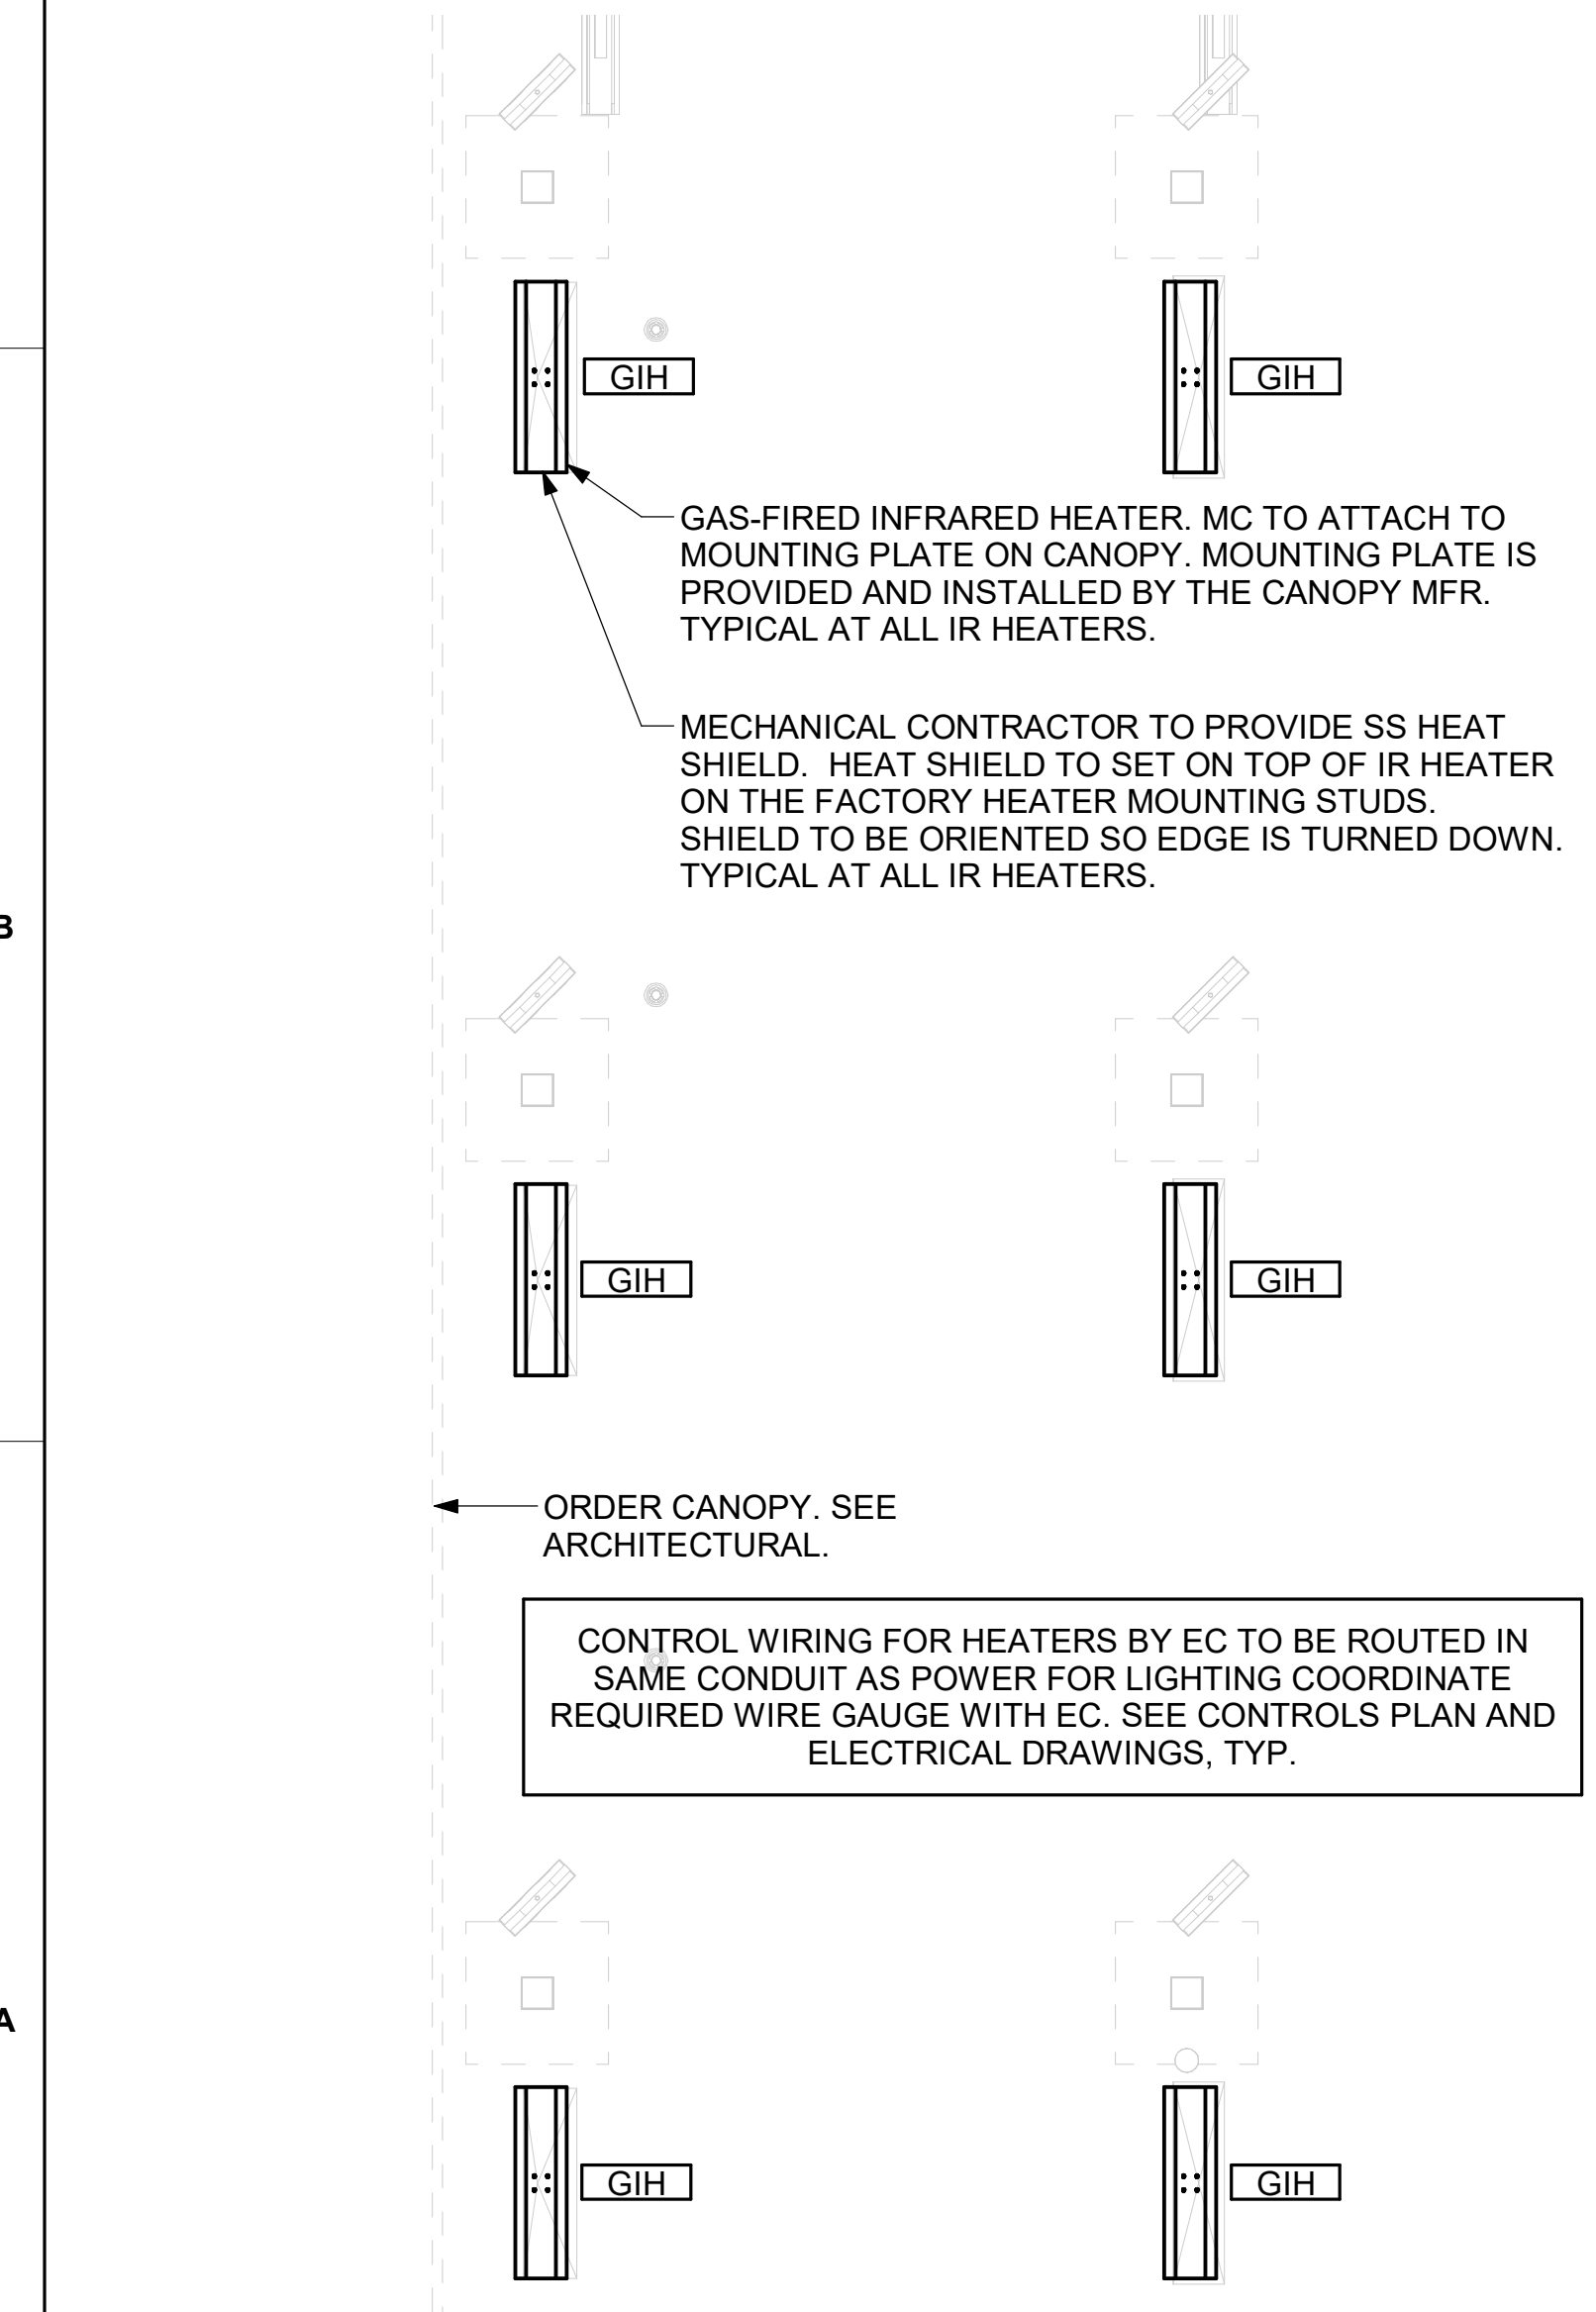 GIH
GIH
GAS-FIRED INFRARED HEATER. MC TO ATTACH TO
MOUNTING PLATE ON CANOPY. MOUNTING PLATE IS
PROVIDED AND INSTALLED BY THE CANOPY MFR.
TYPICAL AT ALL IR HEATERS.
MECHANICAL CONTRACTOR TO PROVIDE SS HEAT
SHIELD.  HEAT SHIELD TO SET ON TOP OF IR HEATER
ON THE FACTORY HEATER MOUNTING STUDS.
SHIELD TO BE ORIENTED SO EDGE IS TURNED DOWN.
TYPICAL AT ALL IR HEATERS.
B
GIH
GIH
ORDER CANOPY. SEE
ARCHITECTURAL.
CONTROL WIRING FOR HEATERS BY EC TO BE ROUTED IN
SAME CONDUIT AS POWER FOR LIGHTING COORDINATE
REQUIRED WIRE GAUGE WITH EC. SEE CONTROLS PLAN AND
ELECTRICAL DRAWINGS, TYP.
A
GIH
GIH